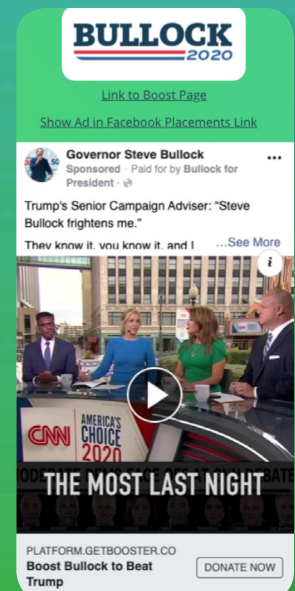 BULLOCK
2020
Link to Boost Page
Show Ad in Facebook Placements Link
Governor Steve Bullock
Sponsored · Paid for by Bullock for
President ·
Trump's Senior Campaign Adviser: "Steve
Bullock frightens me."
They know it, you know it, and I ...See More
i
CNN
AMERICA'S
CHOICE
2020
THE MOST LAST NIGHT
PLATFORM.GETBOOSTER.CO
Boost Bullock to Beat
Trump
DONATE NOW